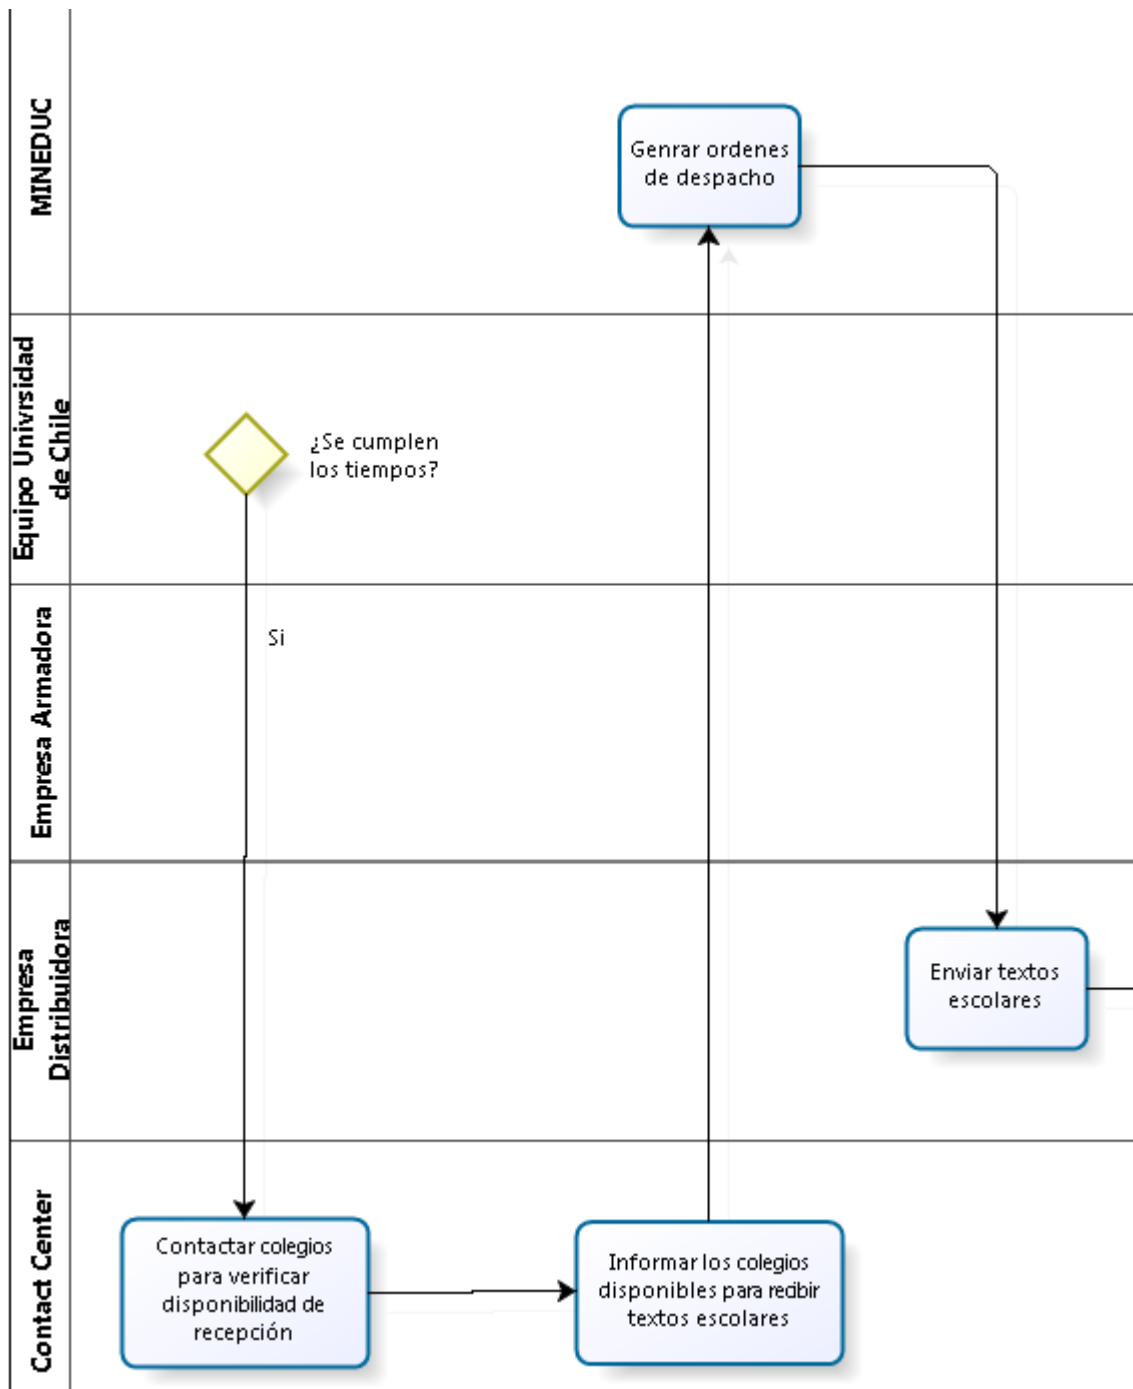 MINEDUC
Genrar ordenes
de despacho
Equipo Univrsidad
de Chile
¿Se cumplen
los tiempos?
Empresa Armadora
Si
Empresa
Distribuidora
Enviar textos
escolares
Contact Center
Contactar colegios
para verificar
disponibilidad de
recepción
Informar los colegios
disponibles para recibir
textos escolares